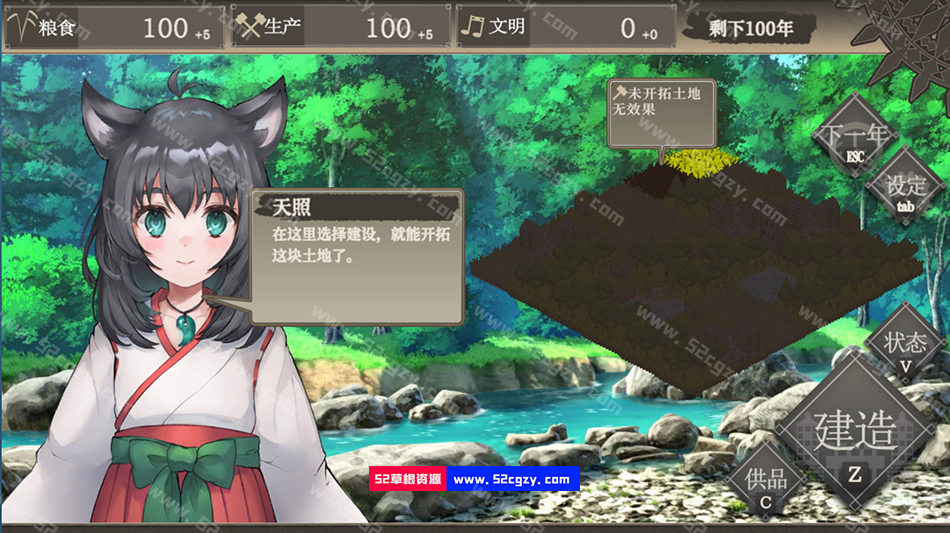 粮食 100 +5
生产 100 +5
文明 0 +0
剩下100年
未开拓土地
无效果
下一年
ESC
设定
tab
天照
在这里选择建设，就能开拓
这块土地了。
状态
V
建造
Z
供品
C
52草根资源 www.52cgzy.com